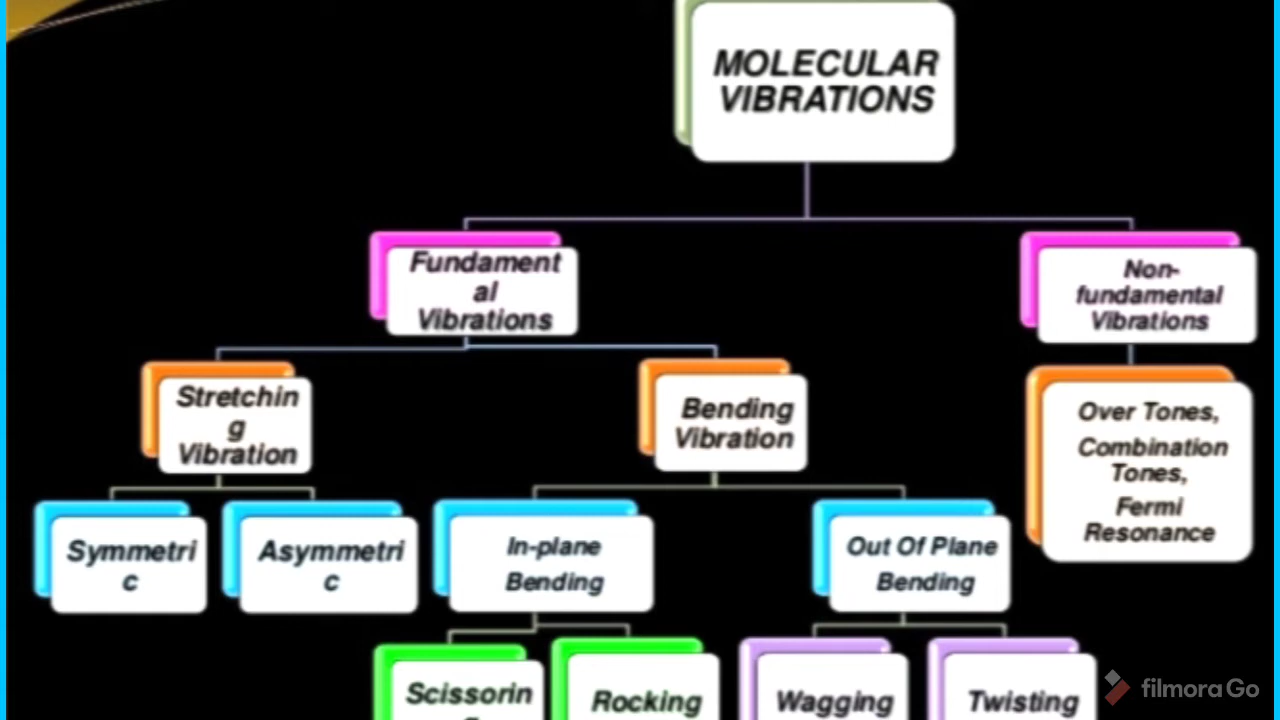 MOLECULAR
VIBRATIONS
Fundament
al
Vibrations
Non-
fundamental
Vibrations
Stretchin
g
Vibration
Bending
Vibration
Over Tones,
Combination
Tones,
Fermi
Resonance
Symmetri
c
Asymmetri
c
In-plane
Bending
Out Of Plane
Bending
Scissorin
Rocking
Wagging
Twisting
filmora Go